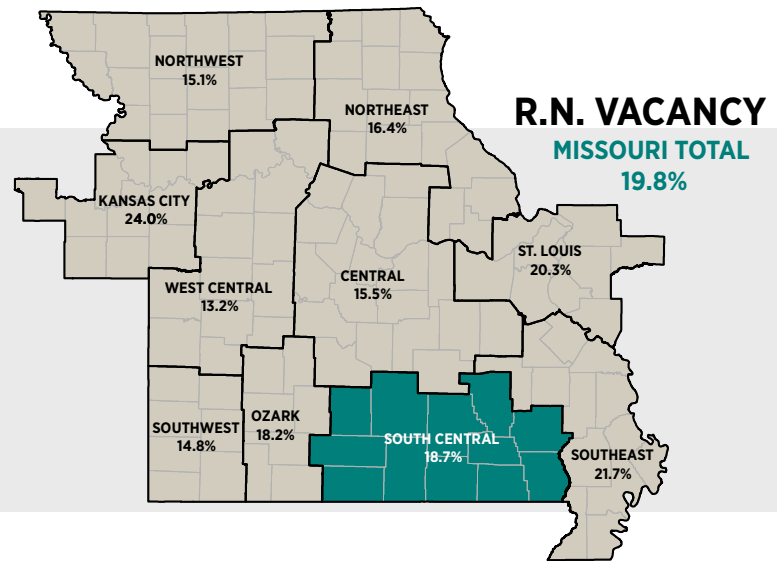 R.N. VACANCY
MISSOURI TOTAL
19.8%
NORTHWEST
15.1%
NORTHEAST
16.4%
KANSAS CITY
24.0%
ST. LOUIS
20.3%
WEST CENTRAL
13.2%
CENTRAL
15.5%
SOUTHWEST
14.8%
OZARK
18.2%
SOUTH CENTRAL
18.7%
SOUTHEAST
21.7%